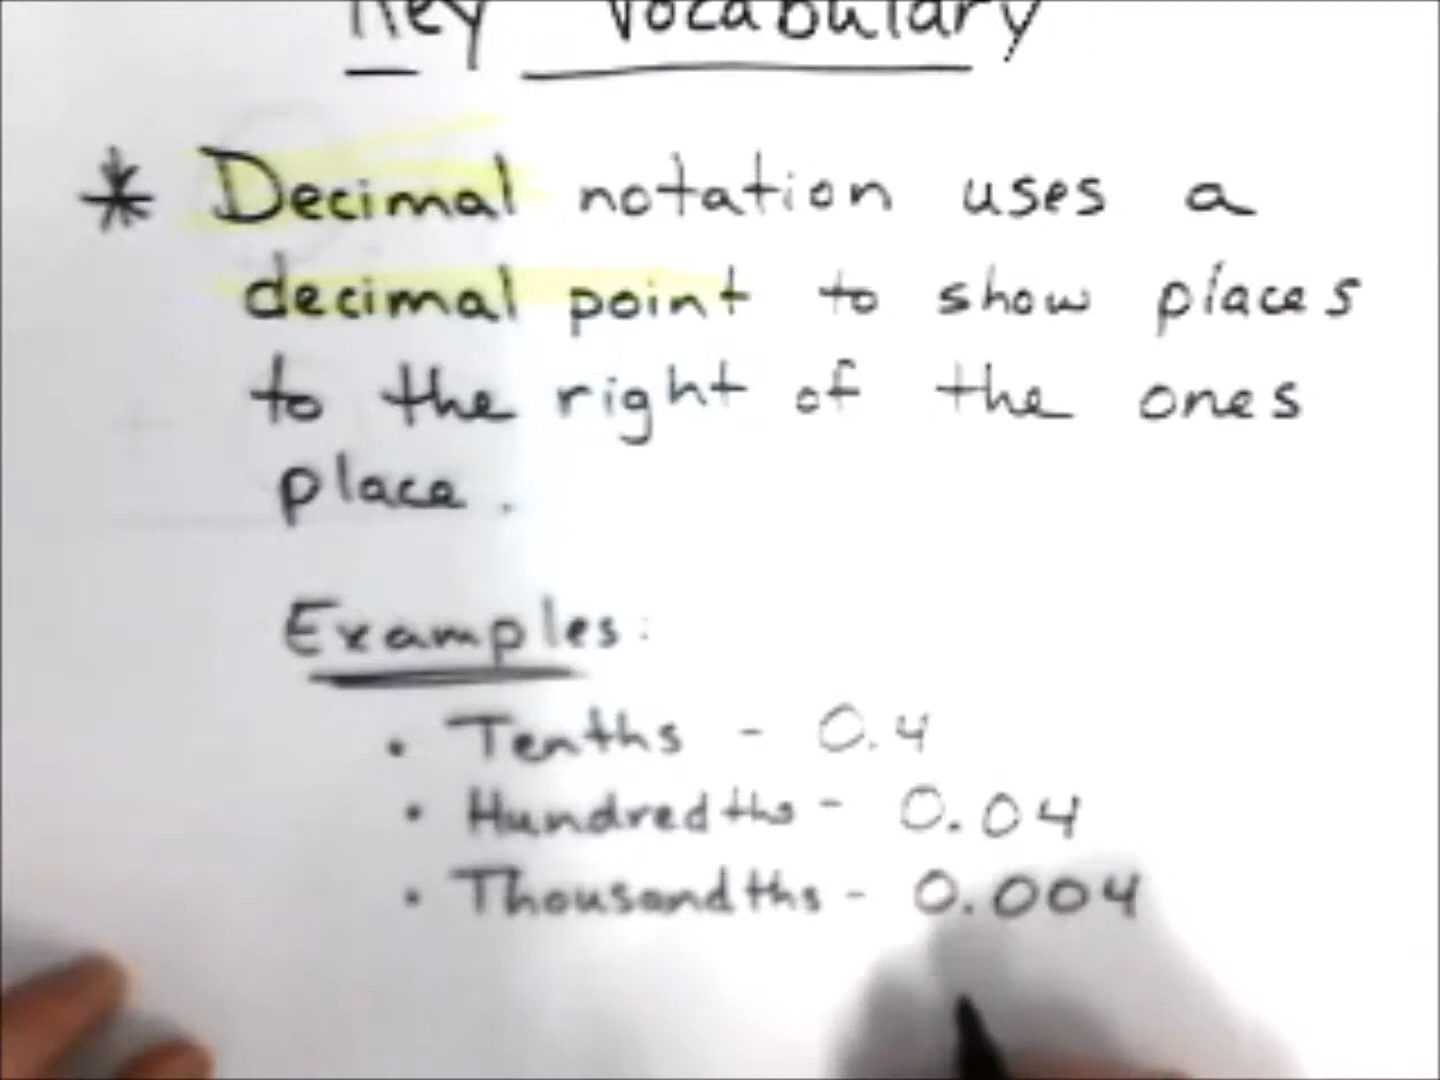 Key Vocabulary
* Decimal notation uses a
decimal point to show places
to the right of the ones
place.
Examples:
• Tenths - 0.4
• Hundredths - 0.04
• Thousandths - 0.004